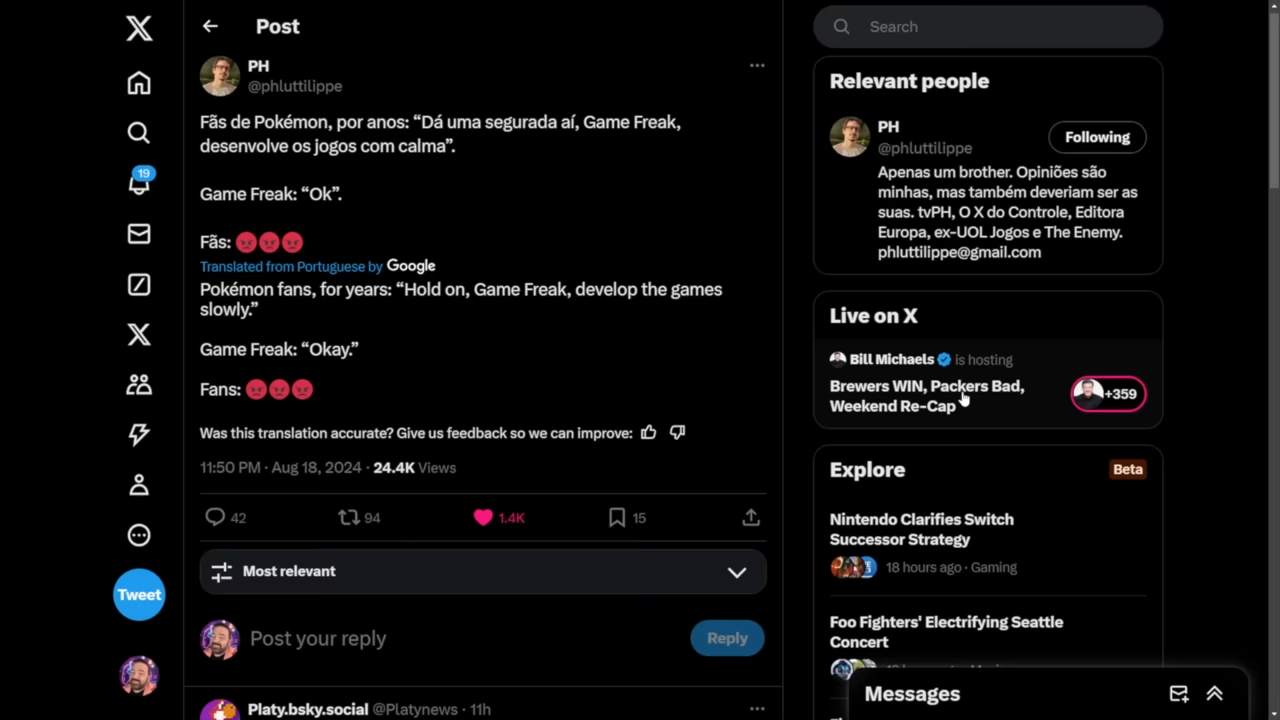 Post
PH
@phluttilippe
Fãs de Pokémon, por anos: “Dá uma segurada aí, Game Freak,
desenvolve os jogos com calma”.
Game Freak: “Ok”.
Fãs: 😡😡😡
Translated from Portuguese by Google
Pokémon fans, for years: “Hold on, Game Freak, develop the games
slowly.”
Game Freak: “Okay.”
Fans: 😡😡😡
Was this translation accurate? Give us feedback so we can improve:
11:50 PM · Aug 18, 2024 · 24.4K Views
42 94 1.4K 15
Most relevant
Post your reply
Reply
Platy.bsky.social @Platynews · 11h
19
Tweet
Search
Relevant people
PH
@phluttilippe
Following
Apenas um brother. Opiniões são
minhas, mas também deveriam ser as
suas. tvPH, O X do Controle, Editora
Europa, ex-UOL Jogos e The Enemy.
phluttilippe@gmail.com
Live on X
Bill Michaels is hosting
Brewers WIN, Packers Bad,
Weekend Re-Cap
+359
Explore
Beta
Nintendo Clarifies Switch
Successor Strategy
18 hours ago · Gaming
Foo Fighters' Electrifying Seattle
Concert
Messages